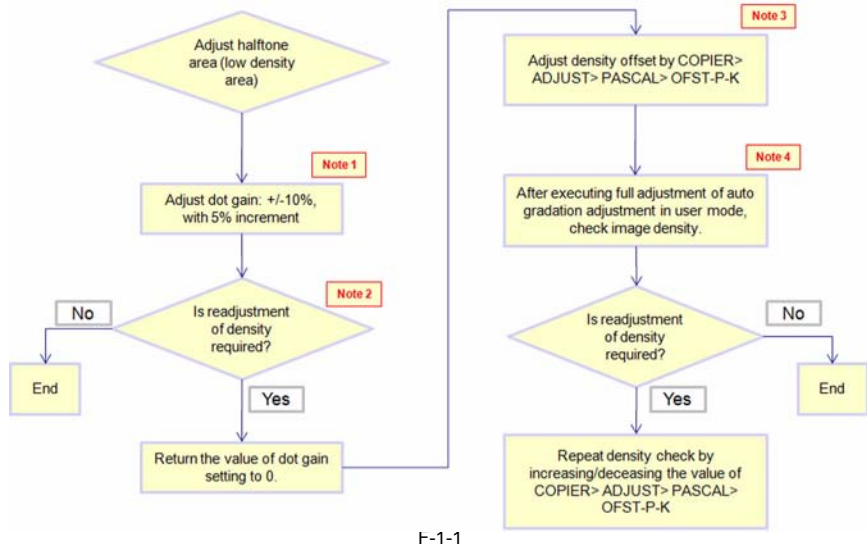 Adjust halftone
area (low density
area)
Note 1
Adjust dot gain: +/-10%,
with 5% increment
Note 2
Is readjustment
of density
required?
No
End
Yes
Return the value of dot gain
setting to 0.
Note 3
Adjust density offset by COPIER>
ADJUST> PASCAL> OFST-P-K
Note 4
After executing full adjustment of auto
gradation adjustment in user mode,
check image density.
Is readjustment
of density
required?
No
End
Yes
Repeat density check by
increasing/deceasing the value of
COPIER> ADJUST> PASCAL>
OFST-P-K
F-1-1